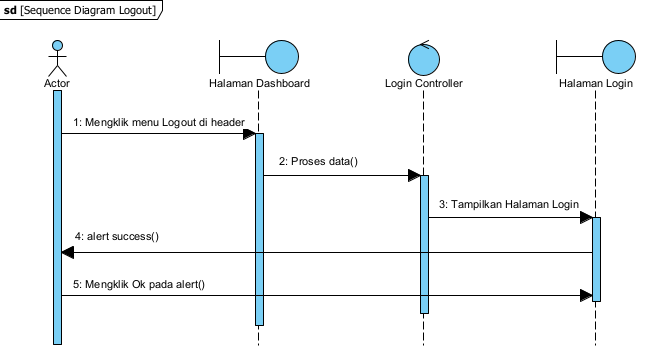 sd [Sequence Diagram Logout]
Actor
Halaman Dashboard
Login Controller
Halaman Login
1: Mengklik menu Logout di header
2: Proses data()
3: Tampilkan Halaman Login
4: alert success()
5: Mengklik Ok pada alert()